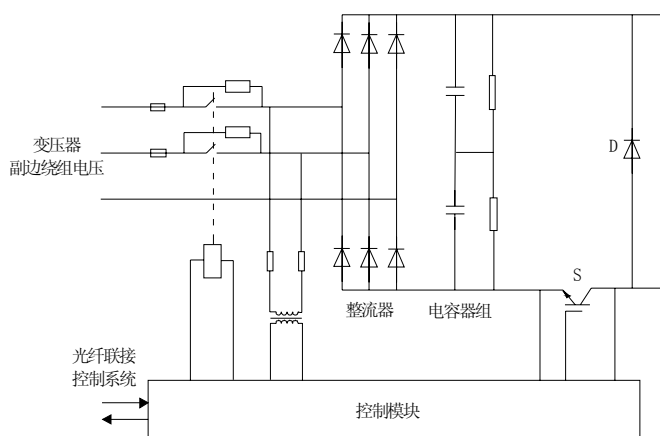 变压器
副边绕组电压
D
S
整流器
电容器组
光纤联接
控制系统
控制模块